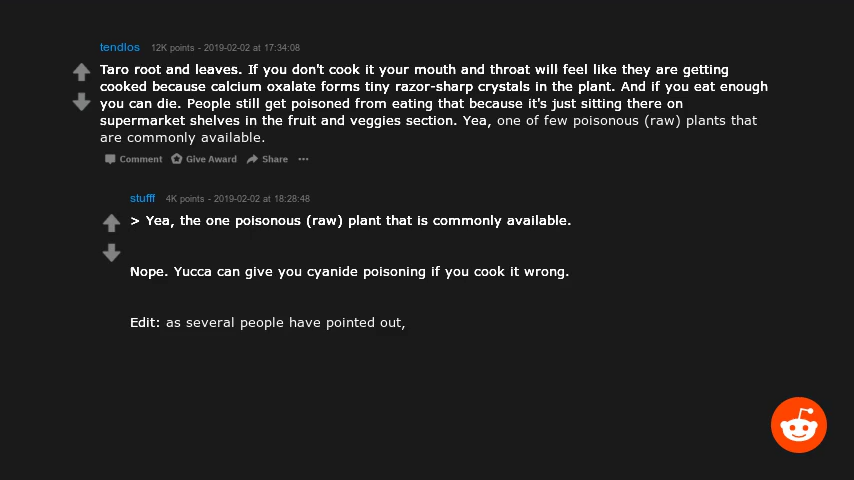 tendlos 12K points - 2019-02-02 at 17:34:08
Taro root and leaves. If you don't cook it your mouth and throat will feel like they are getting
cooked because calcium oxalate forms tiny razor-sharp crystals in the plant. And if you eat enough
you can die. People still get poisoned from eating that because it's just sitting there on
supermarket shelves in the fruit and veggies section. Yea, one of few poisonous (raw) plants that
are commonly available.
Comment Give Award Share ...
stufff 4K points - 2019-02-02 at 18:28:48
> Yea, the one poisonous (raw) plant that is commonly available.
Nope. Yucca can give you cyanide poisoning if you cook it wrong.
Edit: as several people have pointed out,